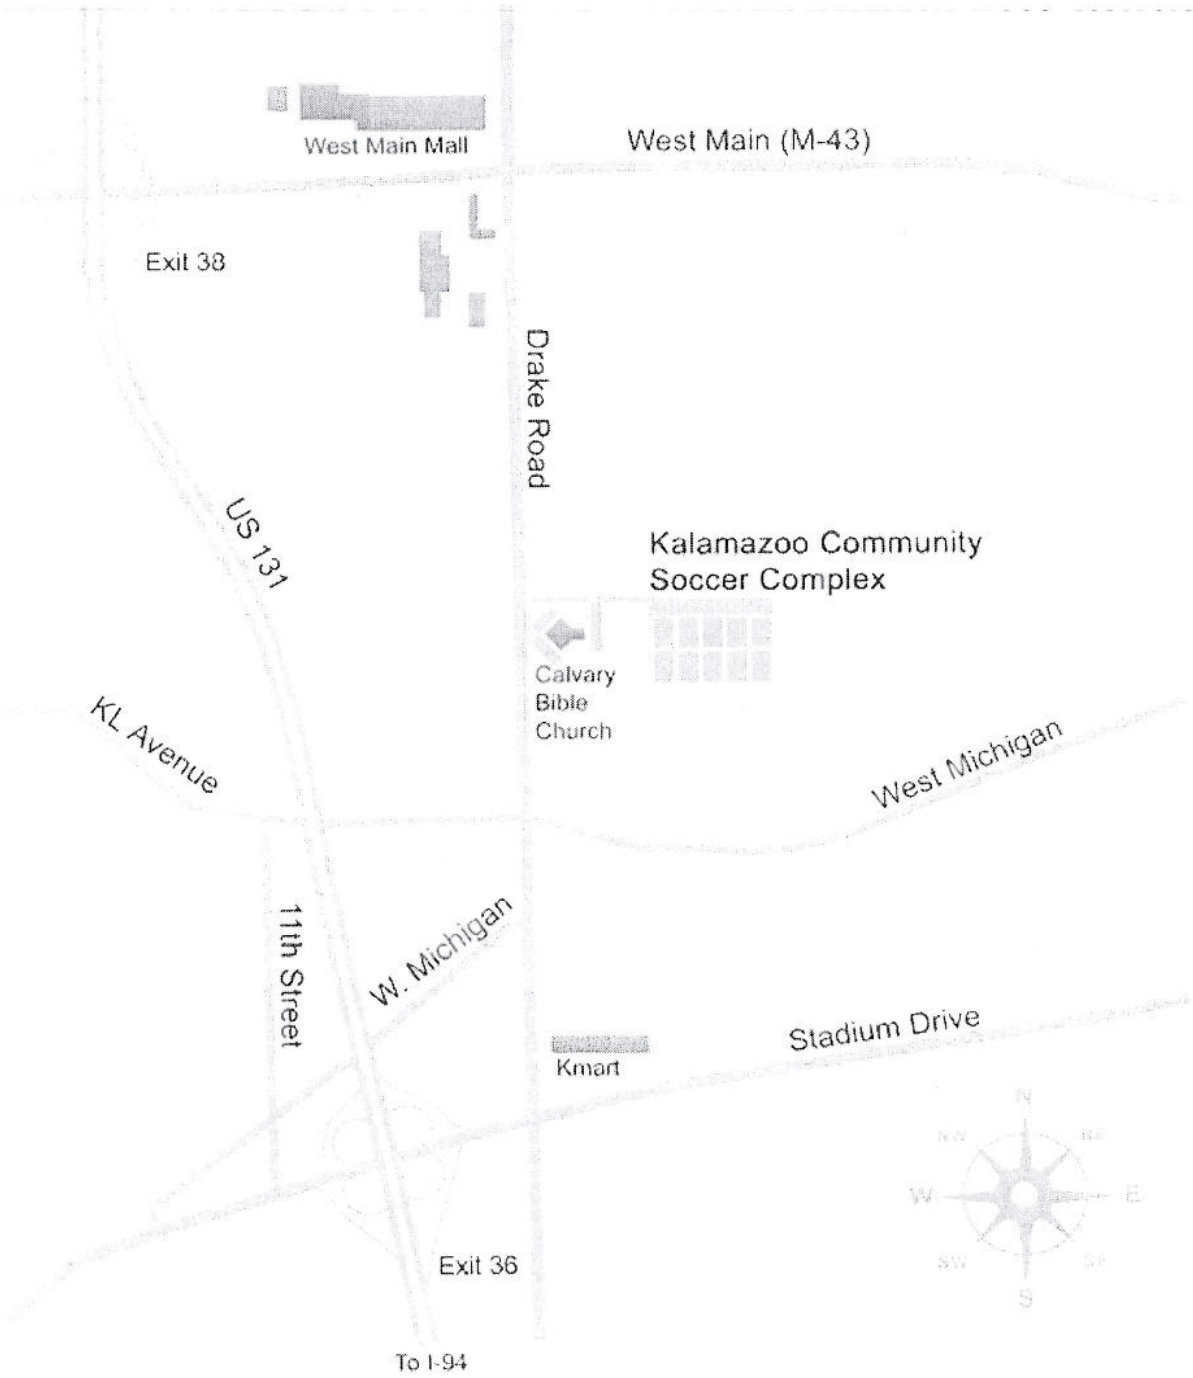 West Main Mall
West Main (M-43)
Exit 38
Drake Road
US 131
Kalamazoo Community
Soccer Complex
Calvary
Bible
Church
KL Avenue
West Michigan
11th Street
W. Michigan
Stadium Drive
Kmart
N
NW
NE
W
E
SW
SE
S
Exit 36
To I-94